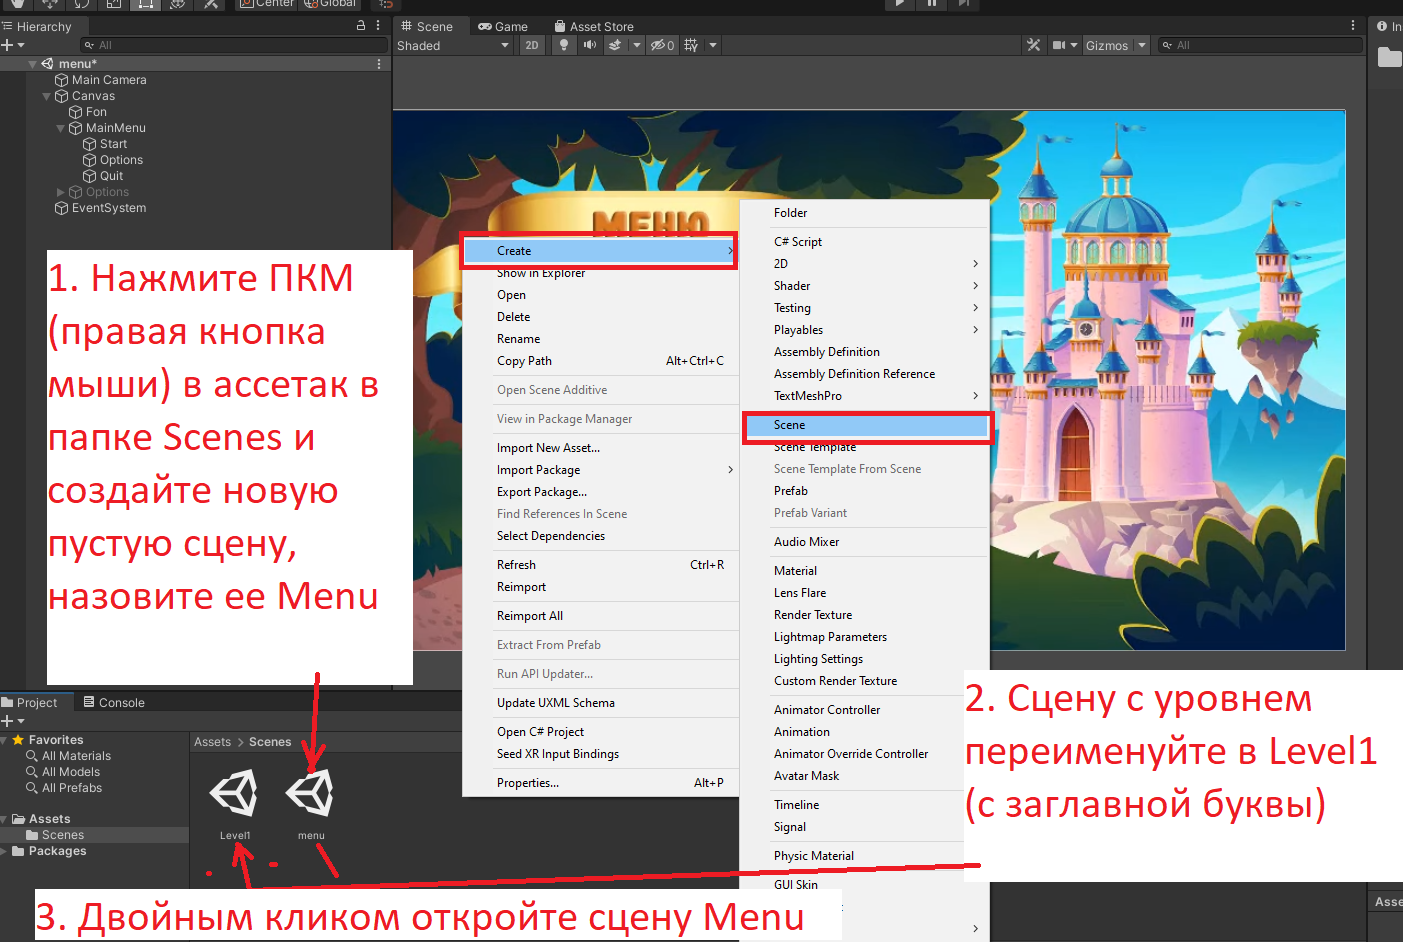 Center
Global
Hierarchy
All
menu*
Main Camera
Canvas
Fon
MainMenu
Start
Options
Quit
Options
EventSystem
Scene
Game
Asset Store
Shaded
2D
0
Gizmos
All
In
МЕНЮ
1. Нажмите ПКМ
(правая кнопка
мыши) в ассетак в
папке Scenes и
создайте новую
пустую сцену,
назовите ее Menu
Create
Show in Explorer
Open
Delete
Rename
Copy Path Alt+Ctrl+C
Open Scene Additive
View in Package Manager
Import New Asset...
Import Package
Export Package...
Find References In Scene
Select Dependencies
Refresh Ctrl+R
Reimport
Reimport All
Extract From Prefab
Run API Updater...
Update UXML Schema
Open C# Project
Seed XR Input Bindings
Properties... Alt+P
Folder
C# Script
2D
Shader
Testing
Playables
Assembly Definition
Assembly Definition Reference
TextMeshPro
Scene
Scene Template
Scene Template From Scene
Prefab
Prefab Variant
Audio Mixer
Material
Lens Flare
Render Texture
Lightmap Parameters
Lighting Settings
Custom Render Texture
Animator Controller
Animation
Animator Override Controller
Avatar Mask
Timeline
Signal
Physic Material
GUI Skin
2. Сцену с уровнем
переименуйте в Level1
(с заглавной буквы)
Project
Console
Favorites
All Materials
All Models
All Prefabs
Assets
Scenes
Packages
Assets > Scenes
Level1
menu
3. Двойным кликом откройте сцену Menu
Asse